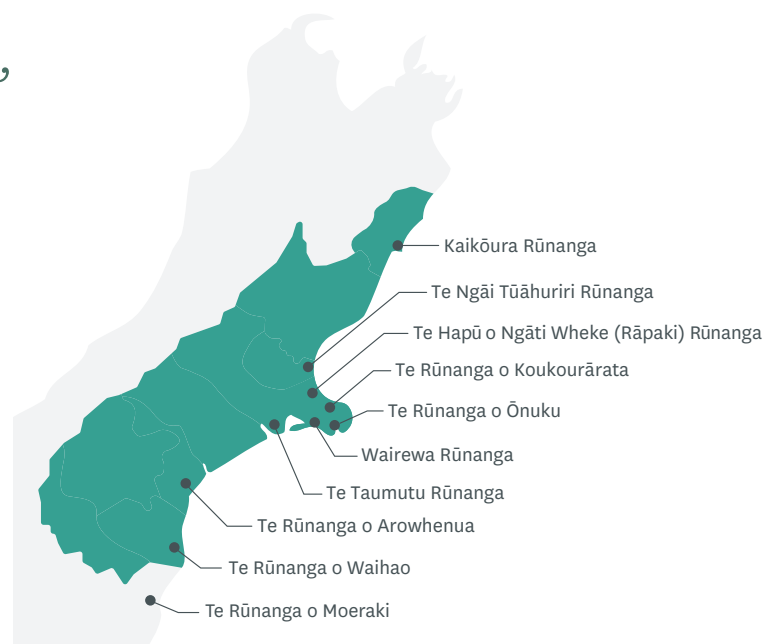 Kaikōura Rūnanga
Te Ngāi Tūāhuriri Rūnanga
Te Hapū o Ngāti Wheke (Rāpaki) Rūnanga
Te Rūnanga o Koukourārata
Te Rūnanga o Ōnuku
Wairewa Rūnanga
Te Taumutu Rūnanga
Te Rūnanga o Arowhenua
Te Rūnanga o Waihao
Te Rūnanga o Moeraki